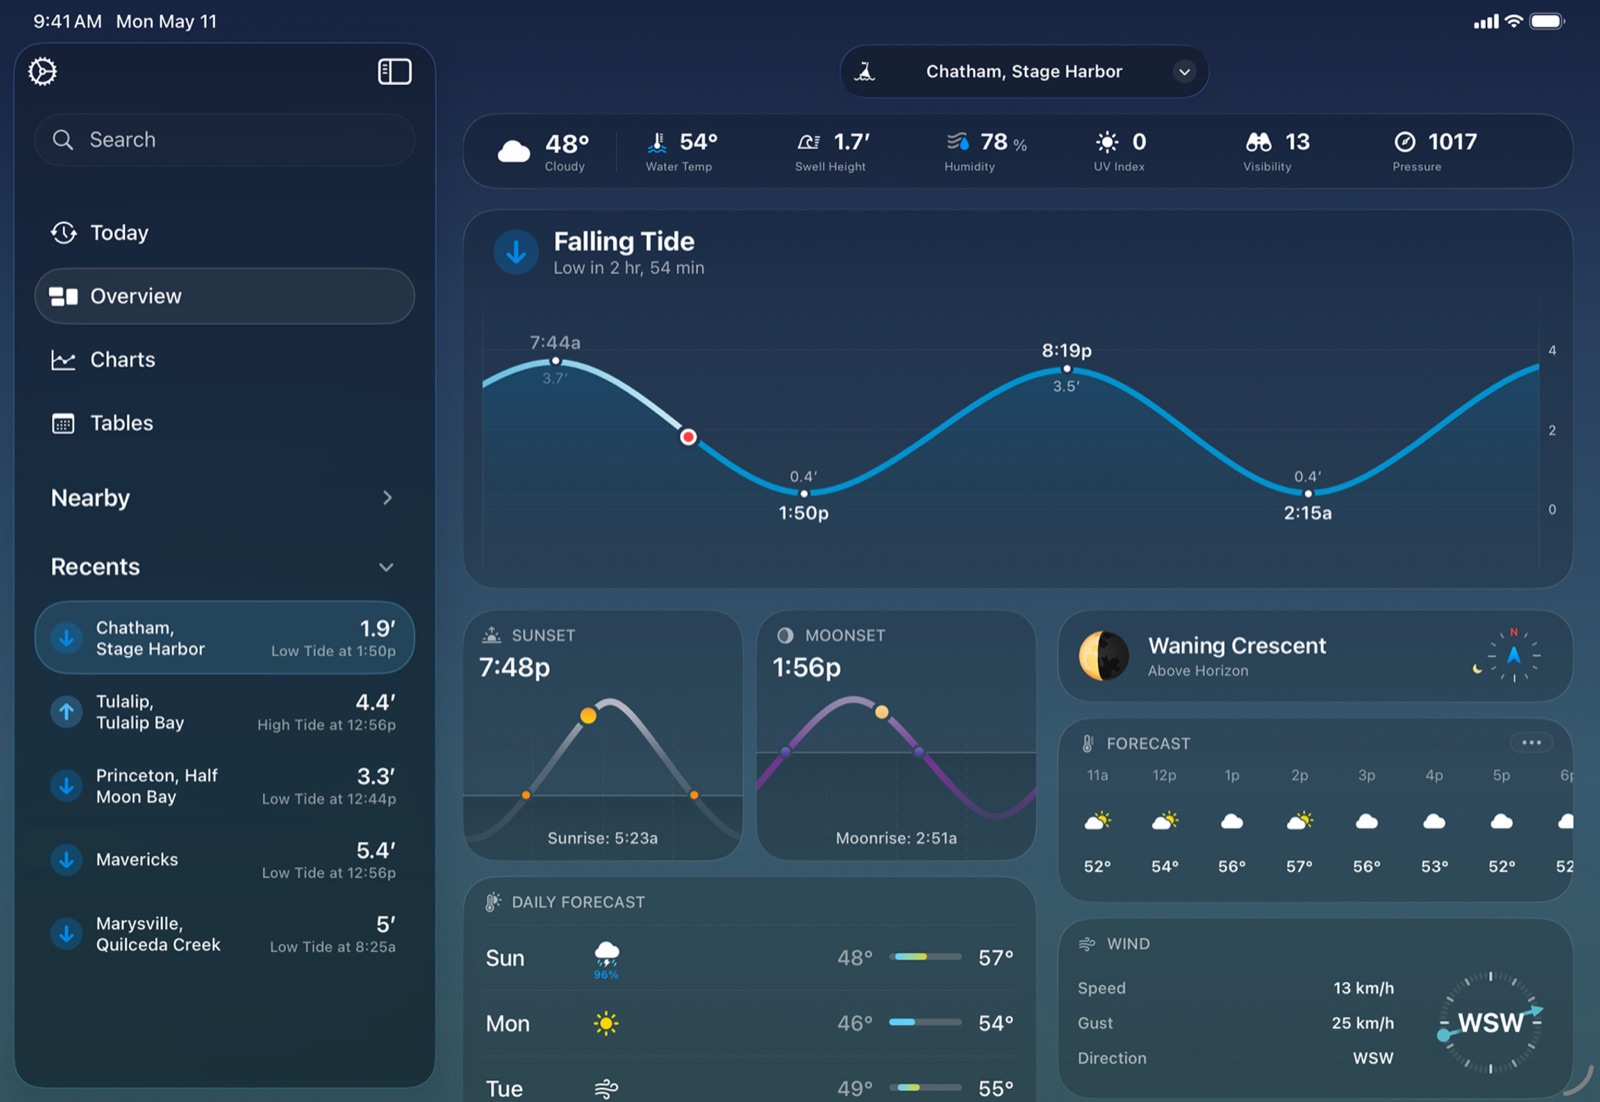 9:41 AM Mon May 11
Search
Today
Overview
Charts
Tables
Nearby
Recents
Chatham,
Stage Harbor
1.9′
Low Tide at 1:50p
Tulalip,
Tulalip Bay
4.4′
High Tide at 12:56p
Princeton, Half
Moon Bay
3.3′
Low Tide at 12:44p
Mavericks
5.4′
Low Tide at 12:56p
Marysville,
Quilceda Creek
5′
Low Tide at 8:25a
Chatham, Stage Harbor
48°
Cloudy
54°
Water Temp
1.7′
Swell Height
78 %
Humidity
0
UV Index
13
Visibility
1017
Pressure
Falling Tide
Low in 2 hr, 54 min
7:44a
3.7′
8:19p
3.5′
0.4′
1:50p
0.4′
2:15a
4
2
0
SUNSET
7:48p
Sunrise: 5:23a
MOONSET
1:56p
Moonrise: 2:51a
Waning Crescent
Above Horizon
N
FORECAST
11a 12p 1p 2p 3p 4p 5p 6p
52° 54° 56° 57° 56° 53° 52° 52
DAILY FORECAST
Sun 96% 48° 57°
Mon 46° 54°
Tue 49° 55°
WIND
Speed 13 km/h
Gust 25 km/h
Direction WSW
WSW